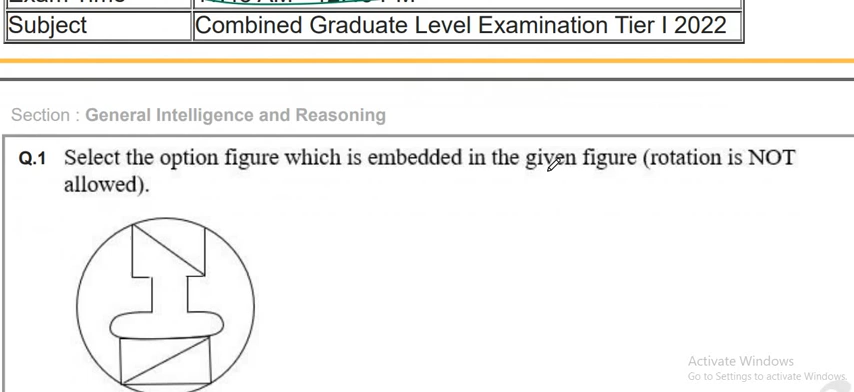 Subject Combined Graduate Level Examination Tier I 2022
Section : General Intelligence and Reasoning
Q.1 Select the option figure which is embedded in the given figure (rotation is NOT
allowed).
Activate Windows
Go to Settings to activate Windows.